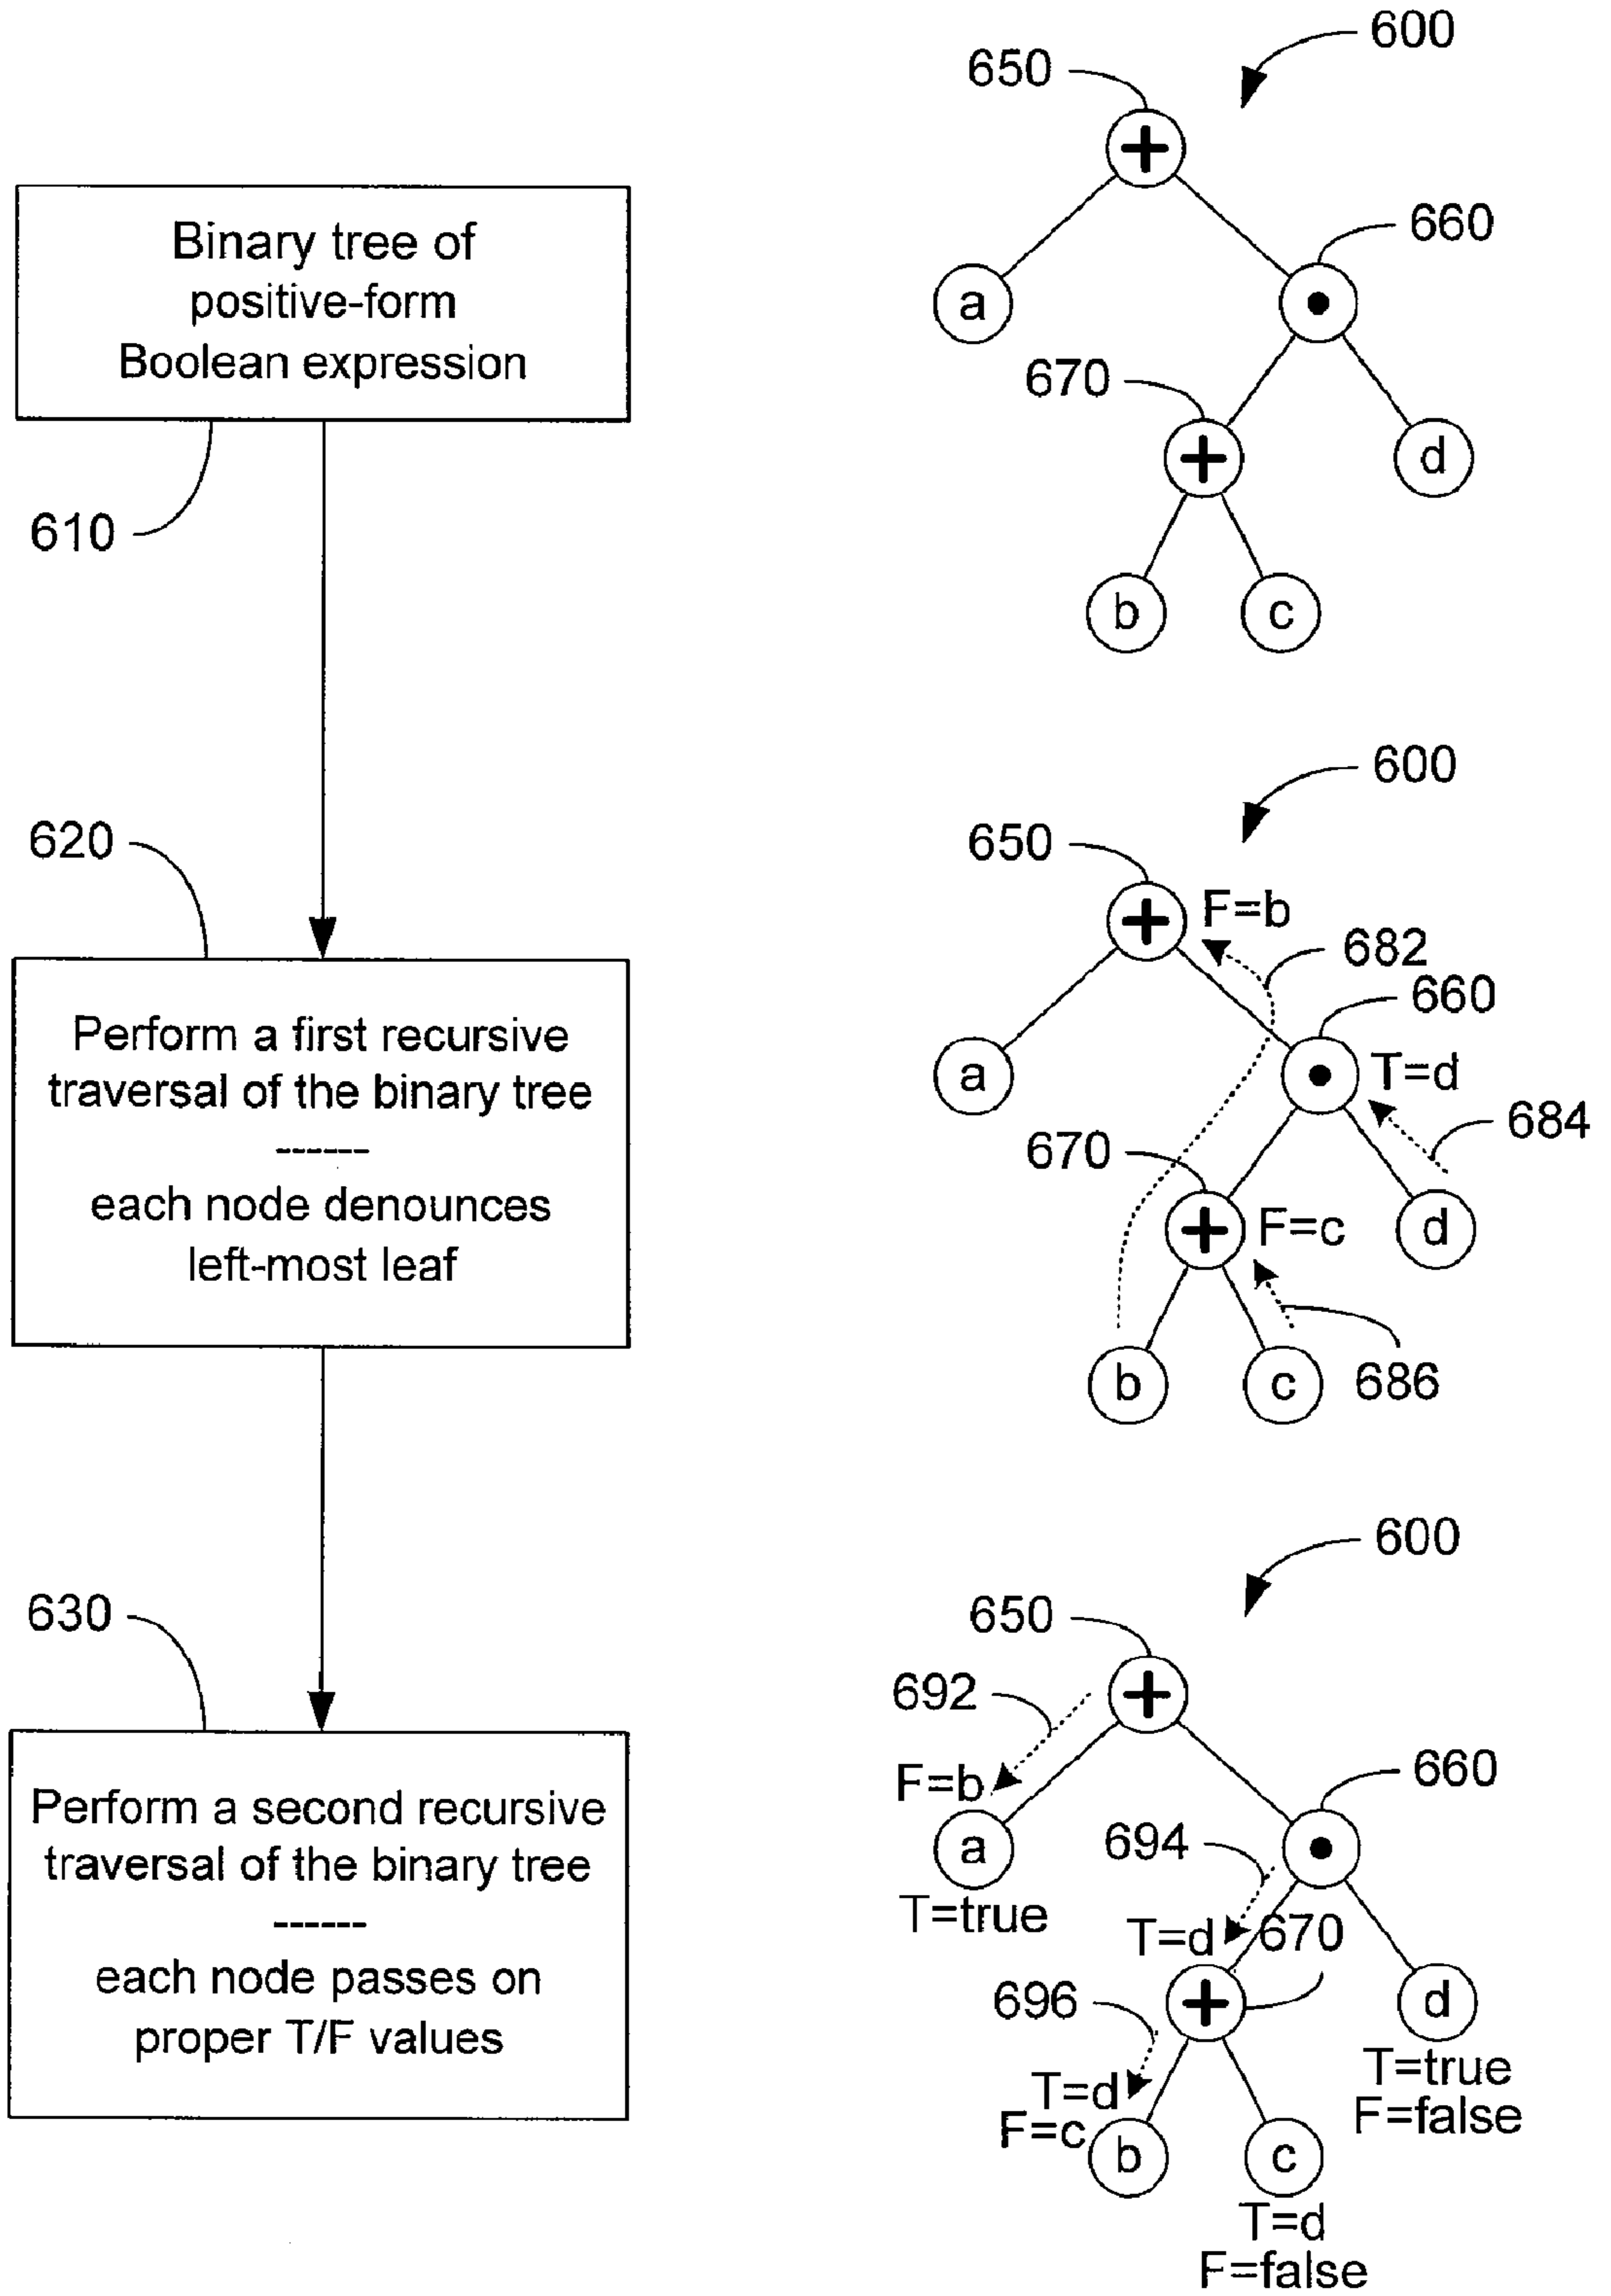 600
650
+
Binary tree of
positive-form
Boolean expression
660
a
•
670
+
d
610
b
c
600
620
650
+
F=b
682
660
Perform a first recursive
traversal of the binary tree
------
each node denounces
left-most leaf
a
•
T=d
684
670
+
F=c
d
b
c
686
600
630
650
692
+
F=b
660
Perform a second recursive
traversal of the binary tree
------
each node passes on
proper T/F values
a
T=true
694
•
T=d
670
696
+
d
T=true
F=false
T=d
F=c
b
c
T=d
F=false